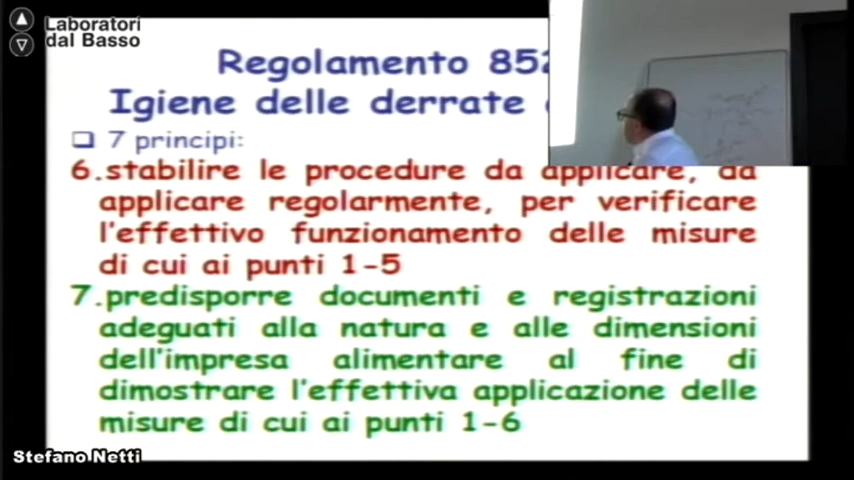 Laboratori
dal Basso
Regolamento 852
Igiene delle derrate
❑ 7 principi:
6.stabilire le procedure da applicare, da
applicare regolarmente, per verificare
l'effettivo funzionamento delle misure
di cui ai punti 1-5
7.predisporre documenti e registrazioni
adeguati alla natura e alle dimensioni
dell'impresa alimentare al fine di
dimostrare l'effettiva applicazione delle
misure di cui ai punti 1-6
Stefano Netti